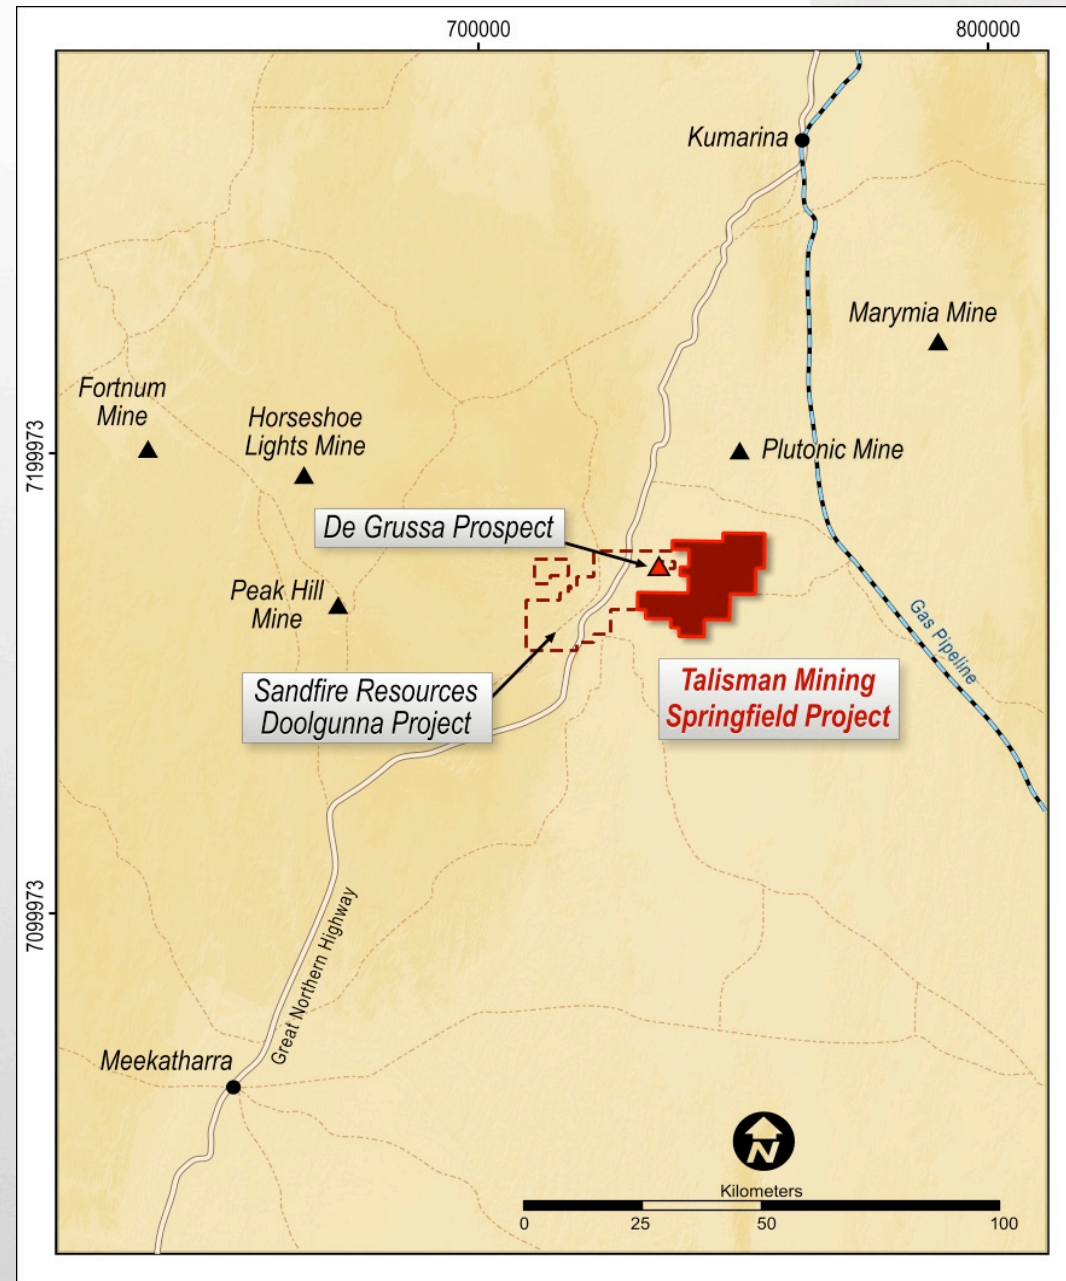 700000
800000
Kumarina
Marymia Mine
Fortnum
Mine
Horseshoe
Lights Mine
7199973
Plutonic Mine
De Grussa Prospect
Peak Hill
Mine
Gas Pipeline
Sandfire Resources
Doolgunna Project
Talisman Mining
Springfield Project
7099973
Great Northern Highway
Meekatharra
N
Kilometers
0 25 50 100